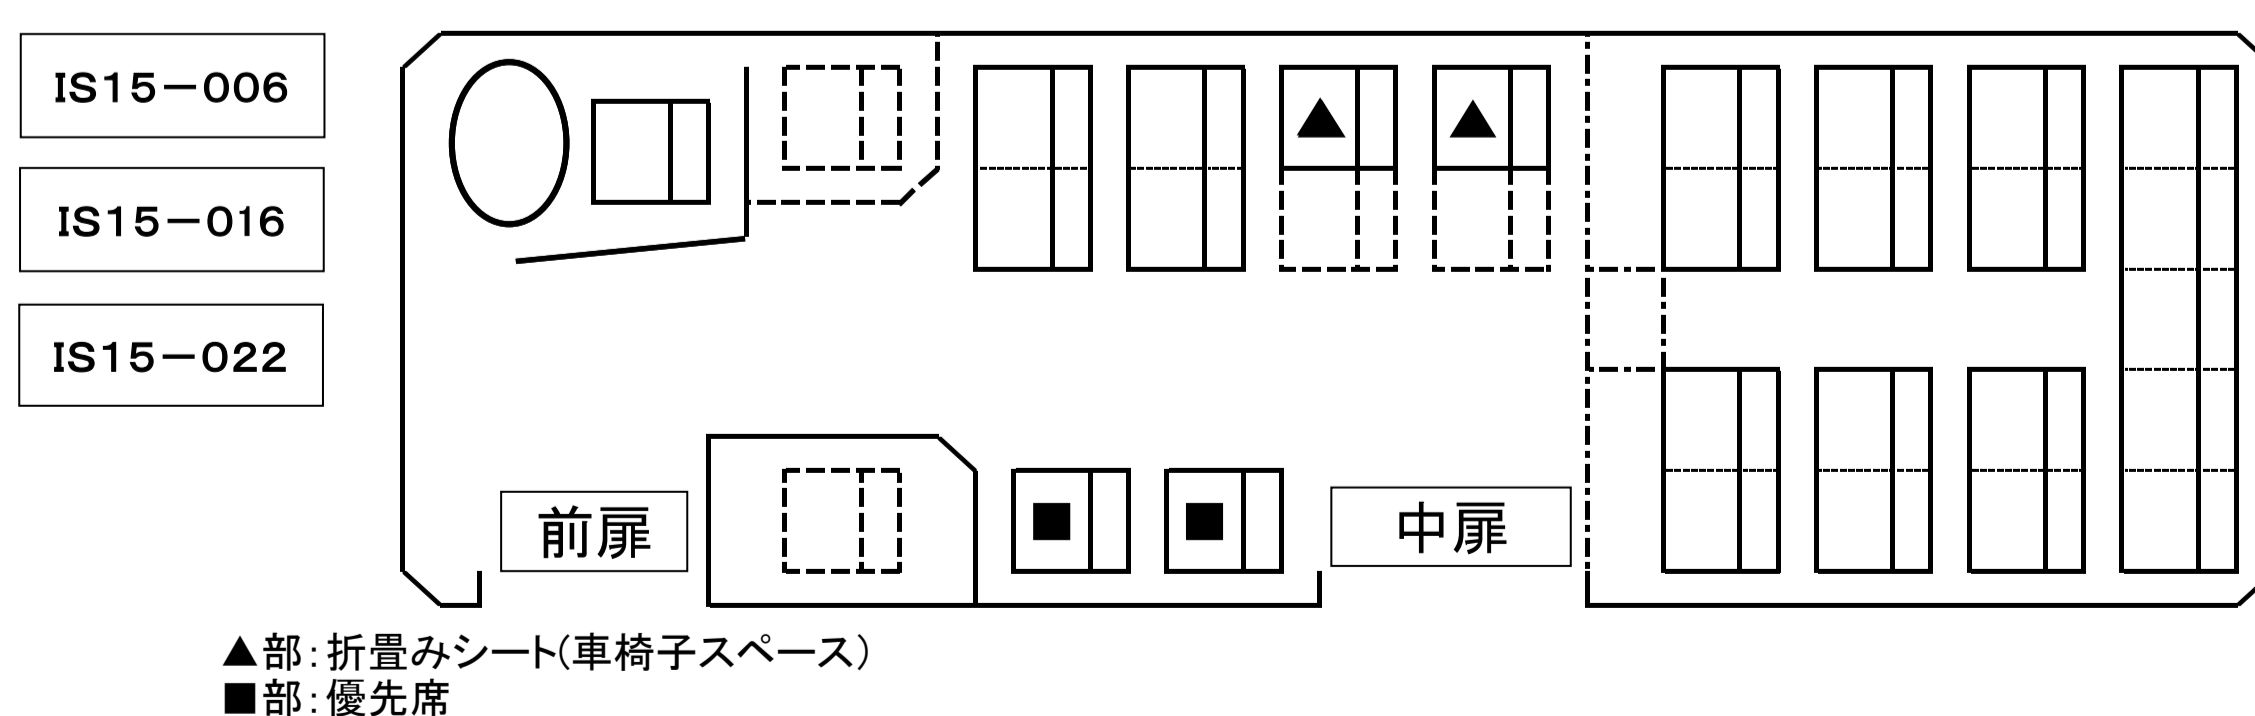 IS15－006
IS15－016
IS15－022
前扉
中扉
▲部：折畳みシート(車椅子スペース)
■部：優先席